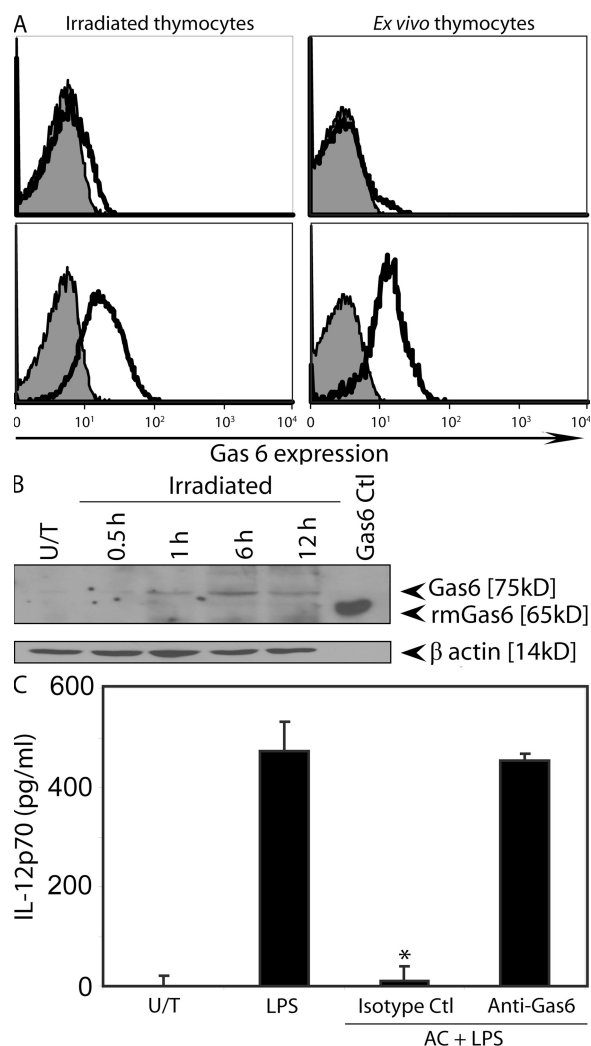 A
Irradiated thymocytes
Ex vivo thymocytes
0 10¹ 10² 10³ 10⁴
0 10¹ 10² 10³ 10⁴
Gas 6 expression
B
Irradiated
U/T
0.5 h
1 h
6 h
12 h
Gas6 Ctl
Gas6 [75kD]
rmGas6 [65kD]
β actin [14kD]
C
IL-12p70 (pg/ml)
600
400
200
0
*
U/T
LPS
Isotype Ctl
Anti-Gas6
AC + LPS